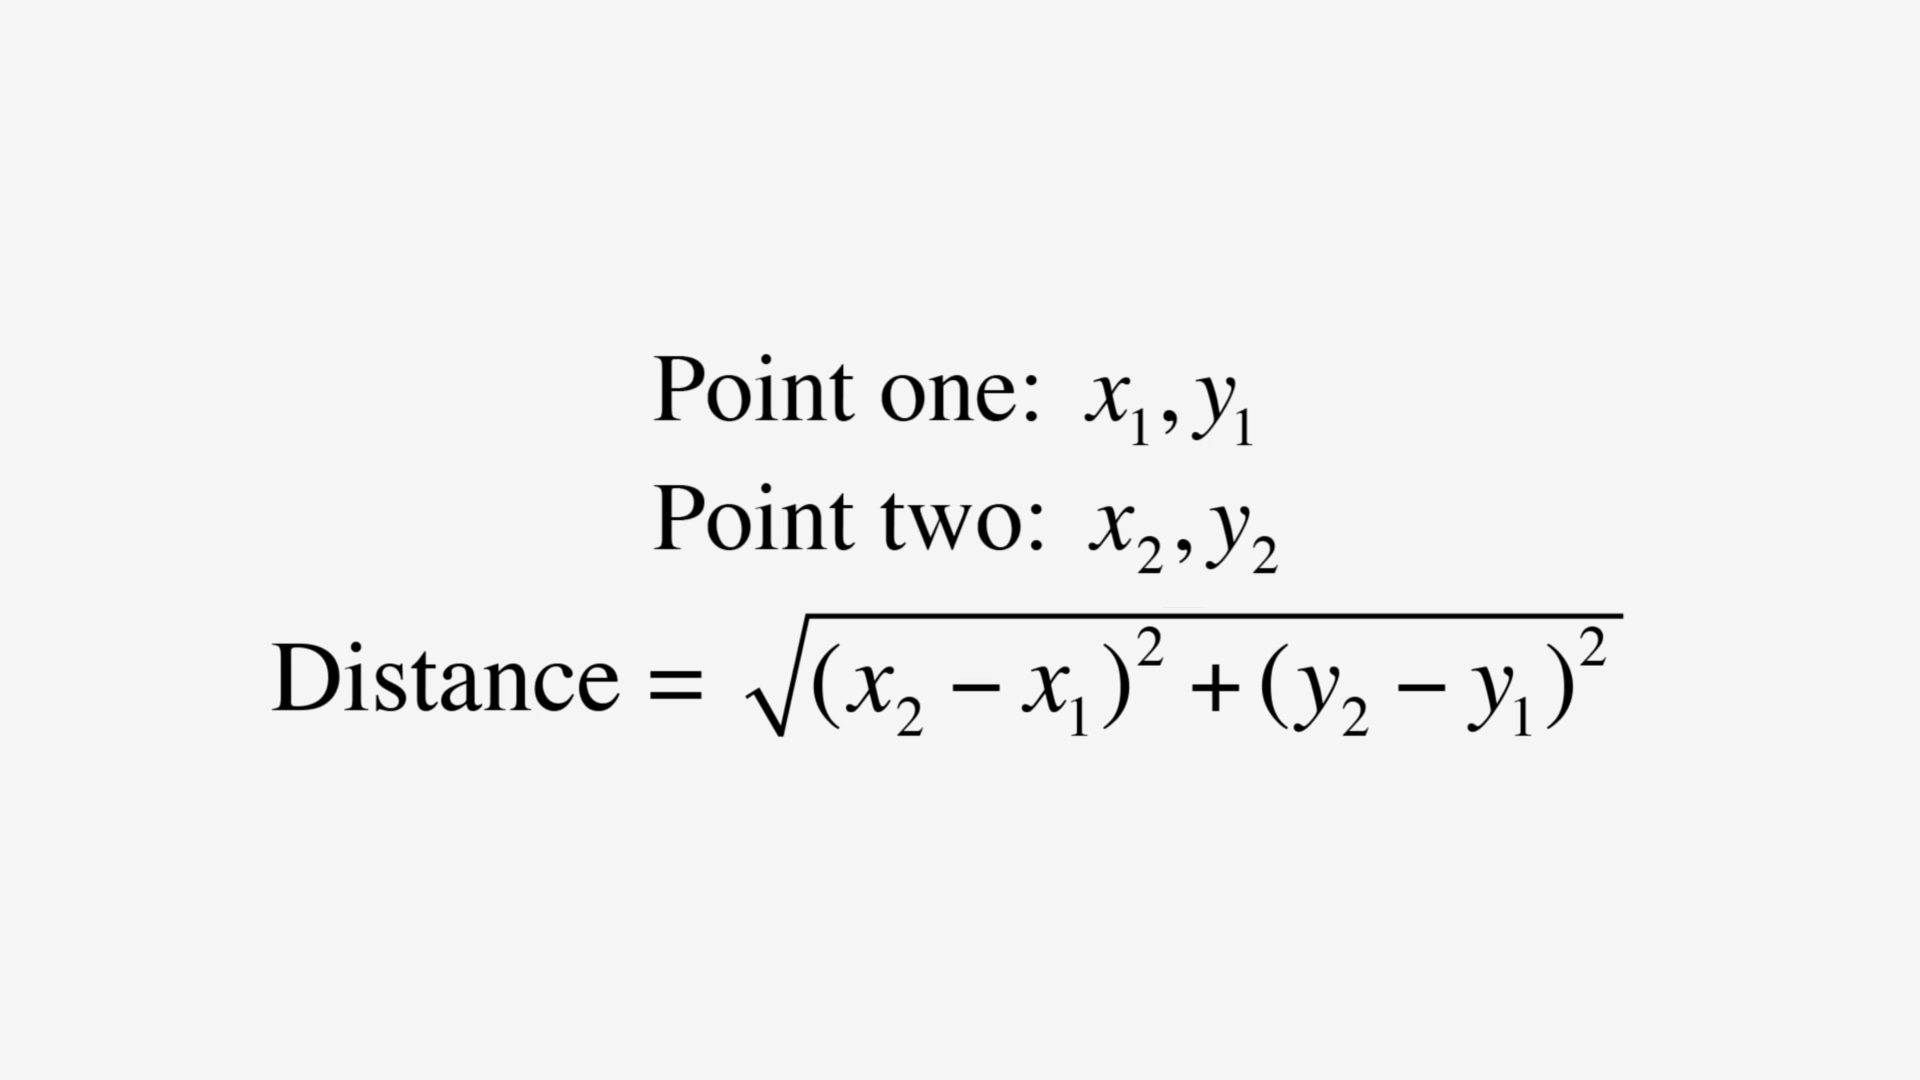 Point one: x₁, y₁
Point two: x₂, y₂
Distance = √(x₂ − x₁)² + (y₂ − y₁)²